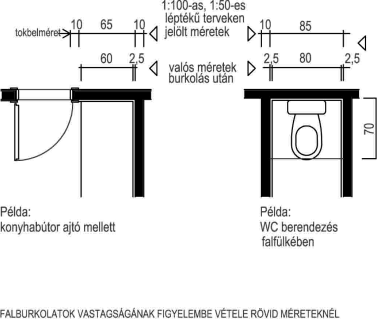 1:100-as, 1:50-es
léptékű terveken
jelölt méretek
tokbelméret
10 65 10
10 85
60 2,5
valós méretek
burkolás után
2,5 80 2,5
70
Példa:
konyhabútor ajtó mellett
Példa:
WC berendezés
falfülkében
FALBURKOLATOK VASTAGSÁGÁNAK FIGYELEMBE VÉTELE RÖVID MÉRETEKNÉL